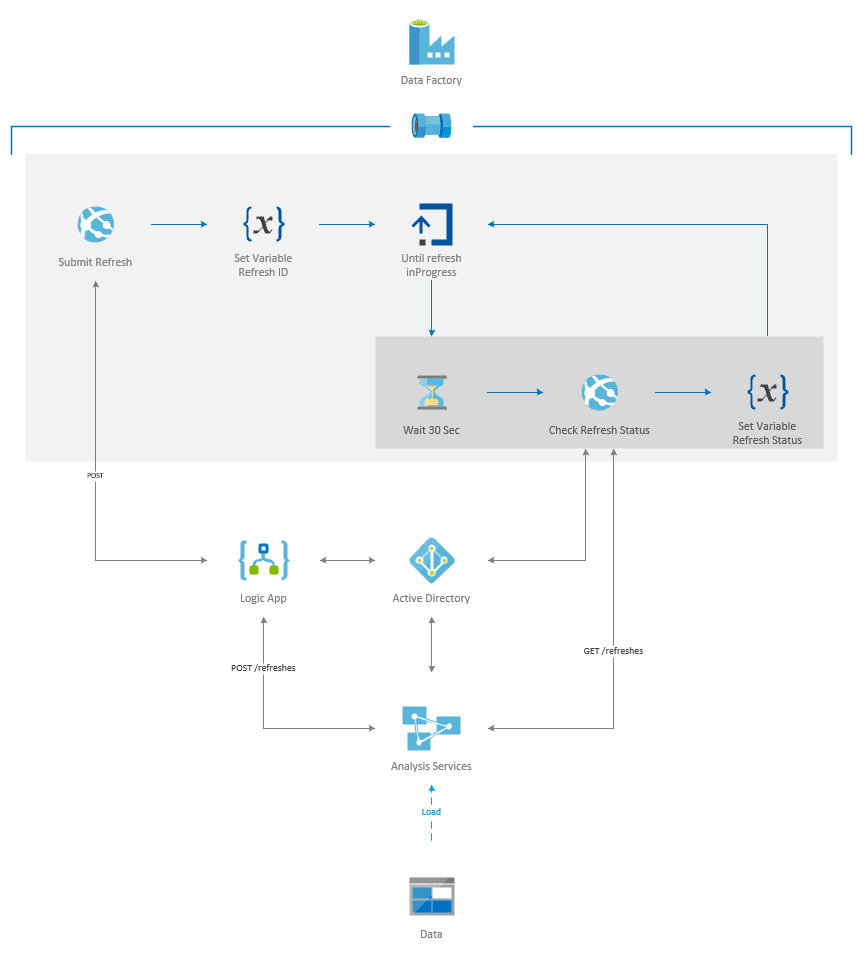 Data Factory
Submit Refresh
Set Variable
Refresh ID
Until refresh
inProgress
Wait 30 Sec
Check Refresh Status
Set Variable
Refresh Status
POST
Logic App
Active Directory
POST /refreshes
GET /refreshes
Analysis Services
Load
Data